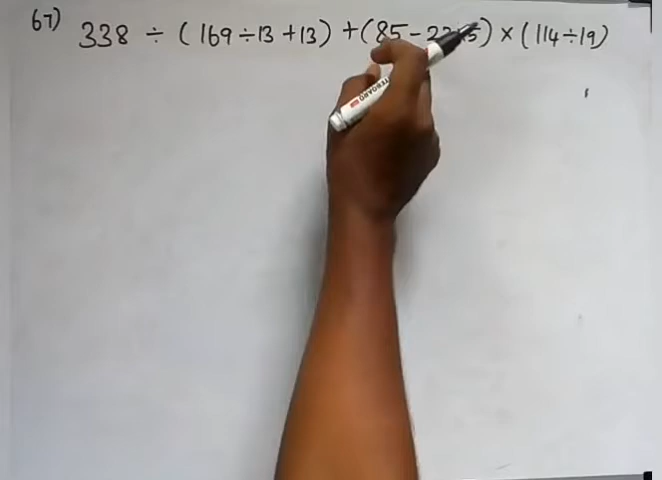 67) 338 ÷ (169÷13+13) + (85-22 5) × (114÷19)